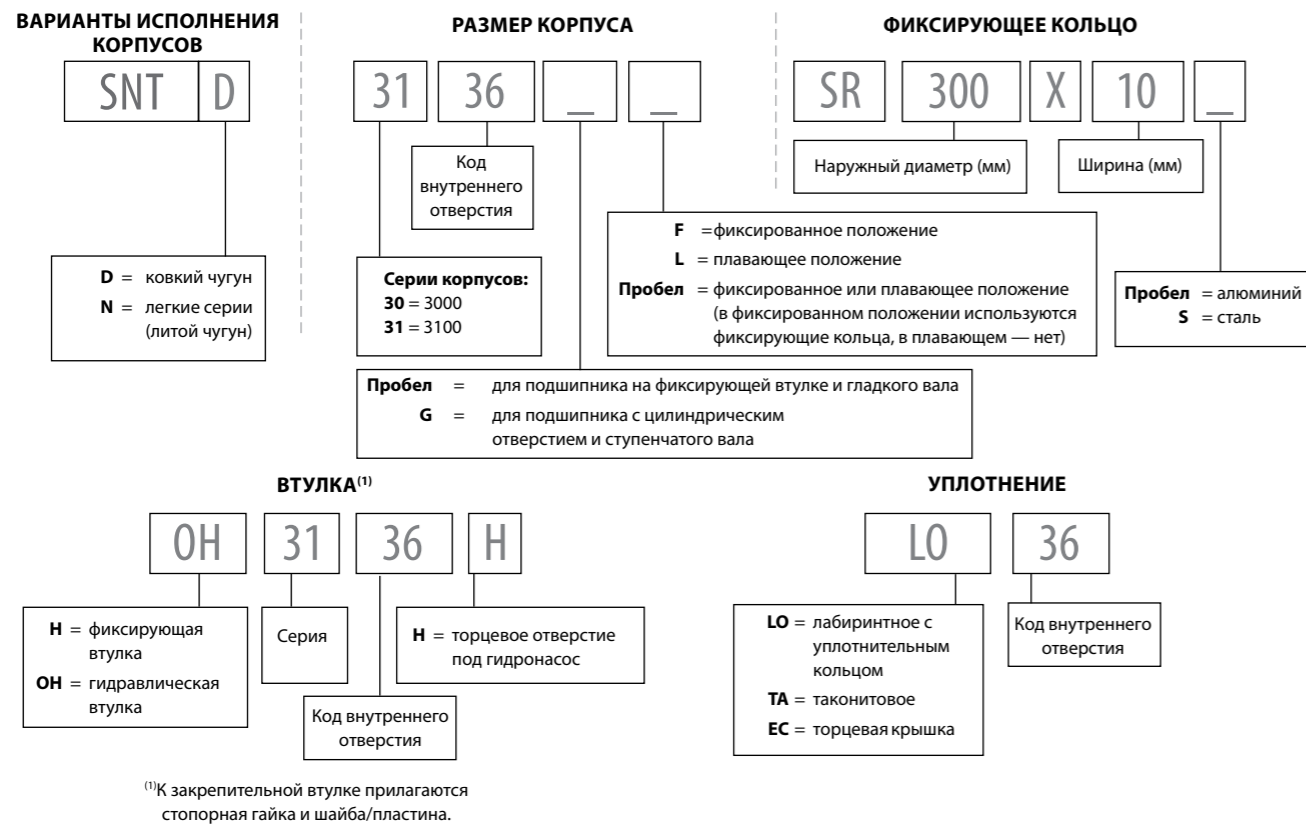 ВАРИАНТЫ ИСПОЛНЕНИЯ
КОРПУСОВ
SNT D
D = ковкий чугун
N = легкие серии
(литой чугун)
РАЗМЕР КОРПУСА
31 36 _ _
Код
внутреннего
отверстия
Серии корпусов:
30 = 3000
31 = 3100
F =фиксированное положение
L = плавающее положение
Пробел = фиксированное или плавающее положение
(в фиксированном положении используются
фиксирующие кольца, в плавающем — нет)
Пробел = для подшипника на фиксирующей втулке и гладкого вала
G = для подшипника с цилиндрическим
отверстием и ступенчатого вала
ФИКСИРУЮЩЕЕ КОЛЬЦО
SR 300 X 10 _
Наружный диаметр (мм)
Ширина (мм)
Пробел = алюминий
S = сталь
ВТУЛКА(1)
OH 31 36 H
H = фиксирующая
втулка
OH = гидравлическая
втулка
Серия
Код внутреннего
отверстия
H = торцевое отверстие
под гидронасос
(1)К закрепительной втулке прилагаются
стопорная гайка и шайба/пластина.
УПЛОТНЕНИЕ
LO 36
LO = лабиринтное с
уплотнительным
кольцом
TA = таконитовое
EC = торцевая крышка
Код внутреннего
отверстия